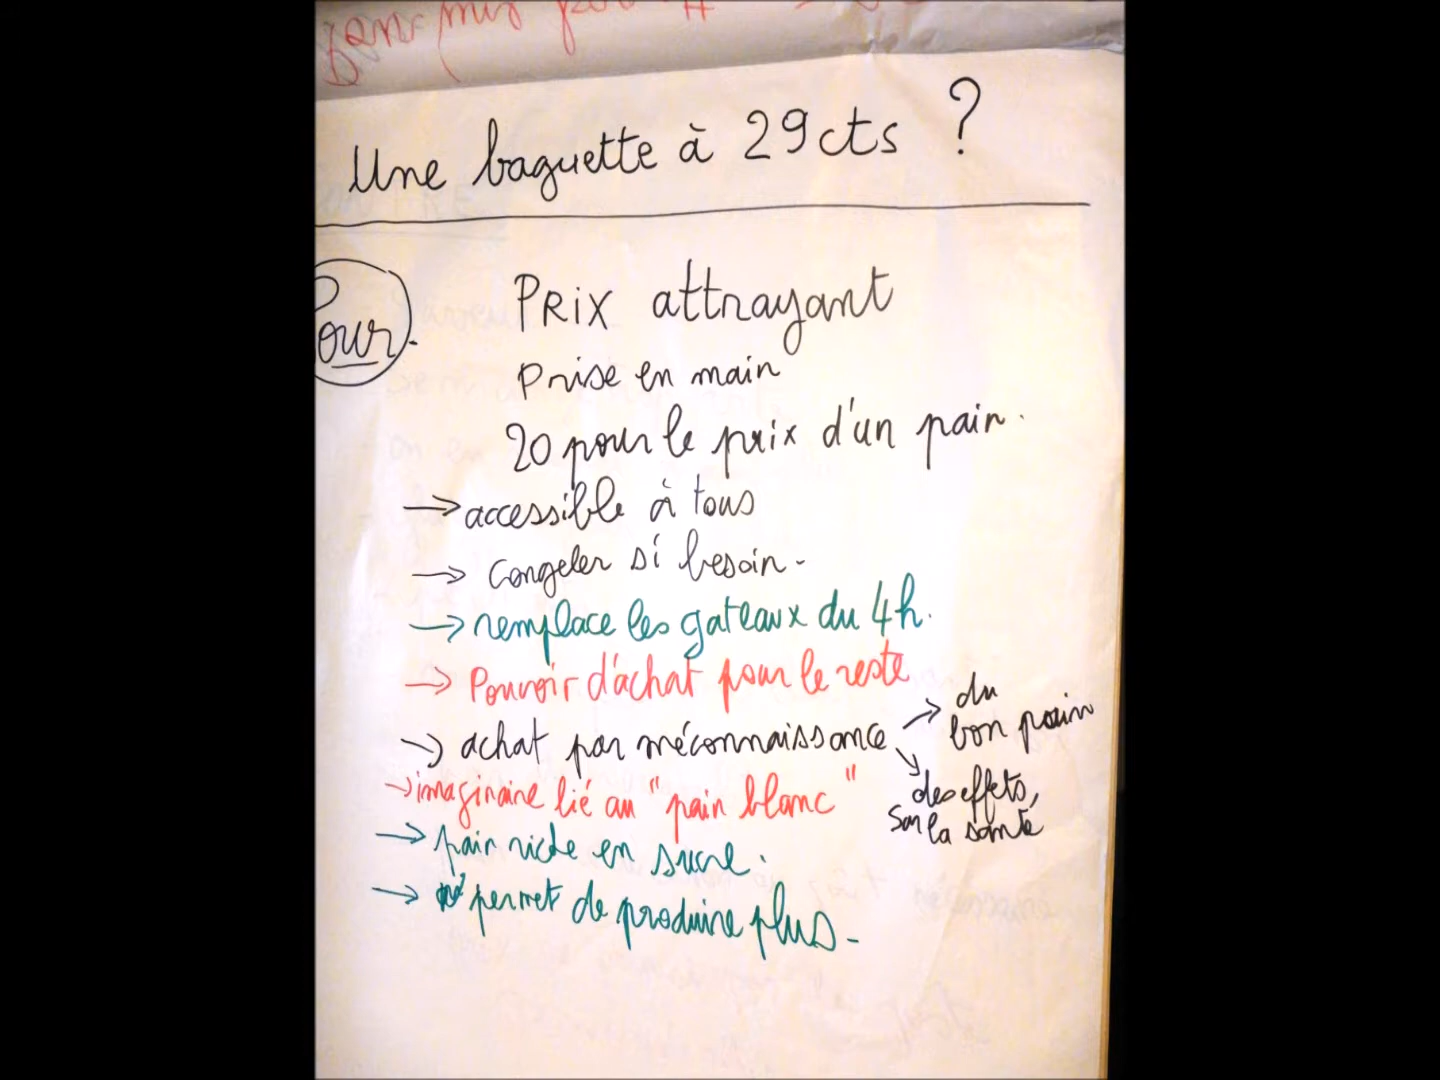 Une baguette à 29cts ?
Pour.
PRiX attrayant
Prise en main
20 pour le prix d'un pain.
→ accessible à tous
→ Congeler si besoin -
→ remplace les gateaux du 4h.
→ Pouvoir d'achat pour le reste
→ achat par méconnaissance → du bon pain
→ des effets, sur la santé
→ imaginaire lié au "pain blanc"
→ pain riche en sucre.
→ permet de produire plus -